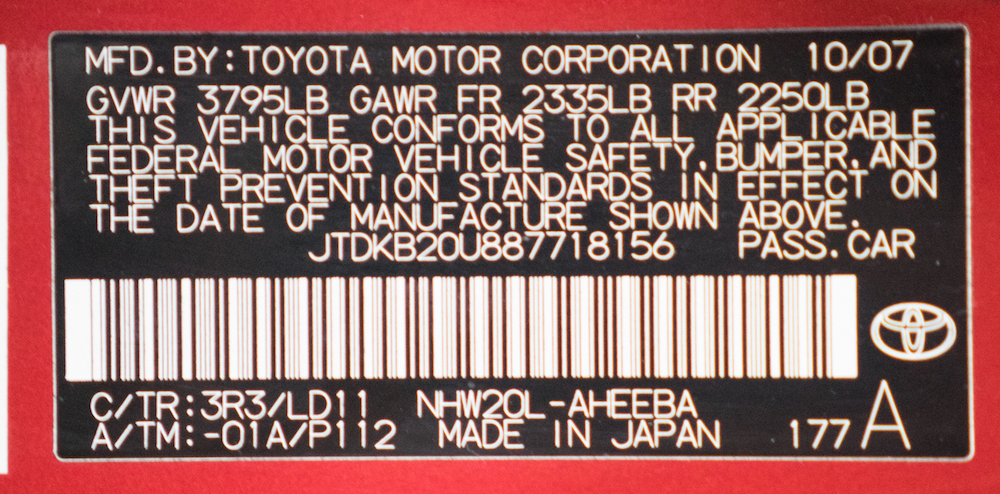 MFD. BY: TOYOTA MOTOR CORPORATION 10/07
GVWR 3795LB GAWR FR 2335LB RR 2250LB
THIS VEHICLE CONFORMS TO ALL APPLICABLE
FEDERAL MOTOR VEHICLE SAFETY, BUMPER, AND
THEFT PREVENTION STANDARDS IN EFFECT ON
THE DATE OF MANUFACTURE SHOWN ABOVE.
JTDKB20U887718156 PASS. CAR
C/TR: 3R3/LD11 NHW20L-AHEEBA
A/TM: -01A/P112 MADE IN JAPAN 177 A